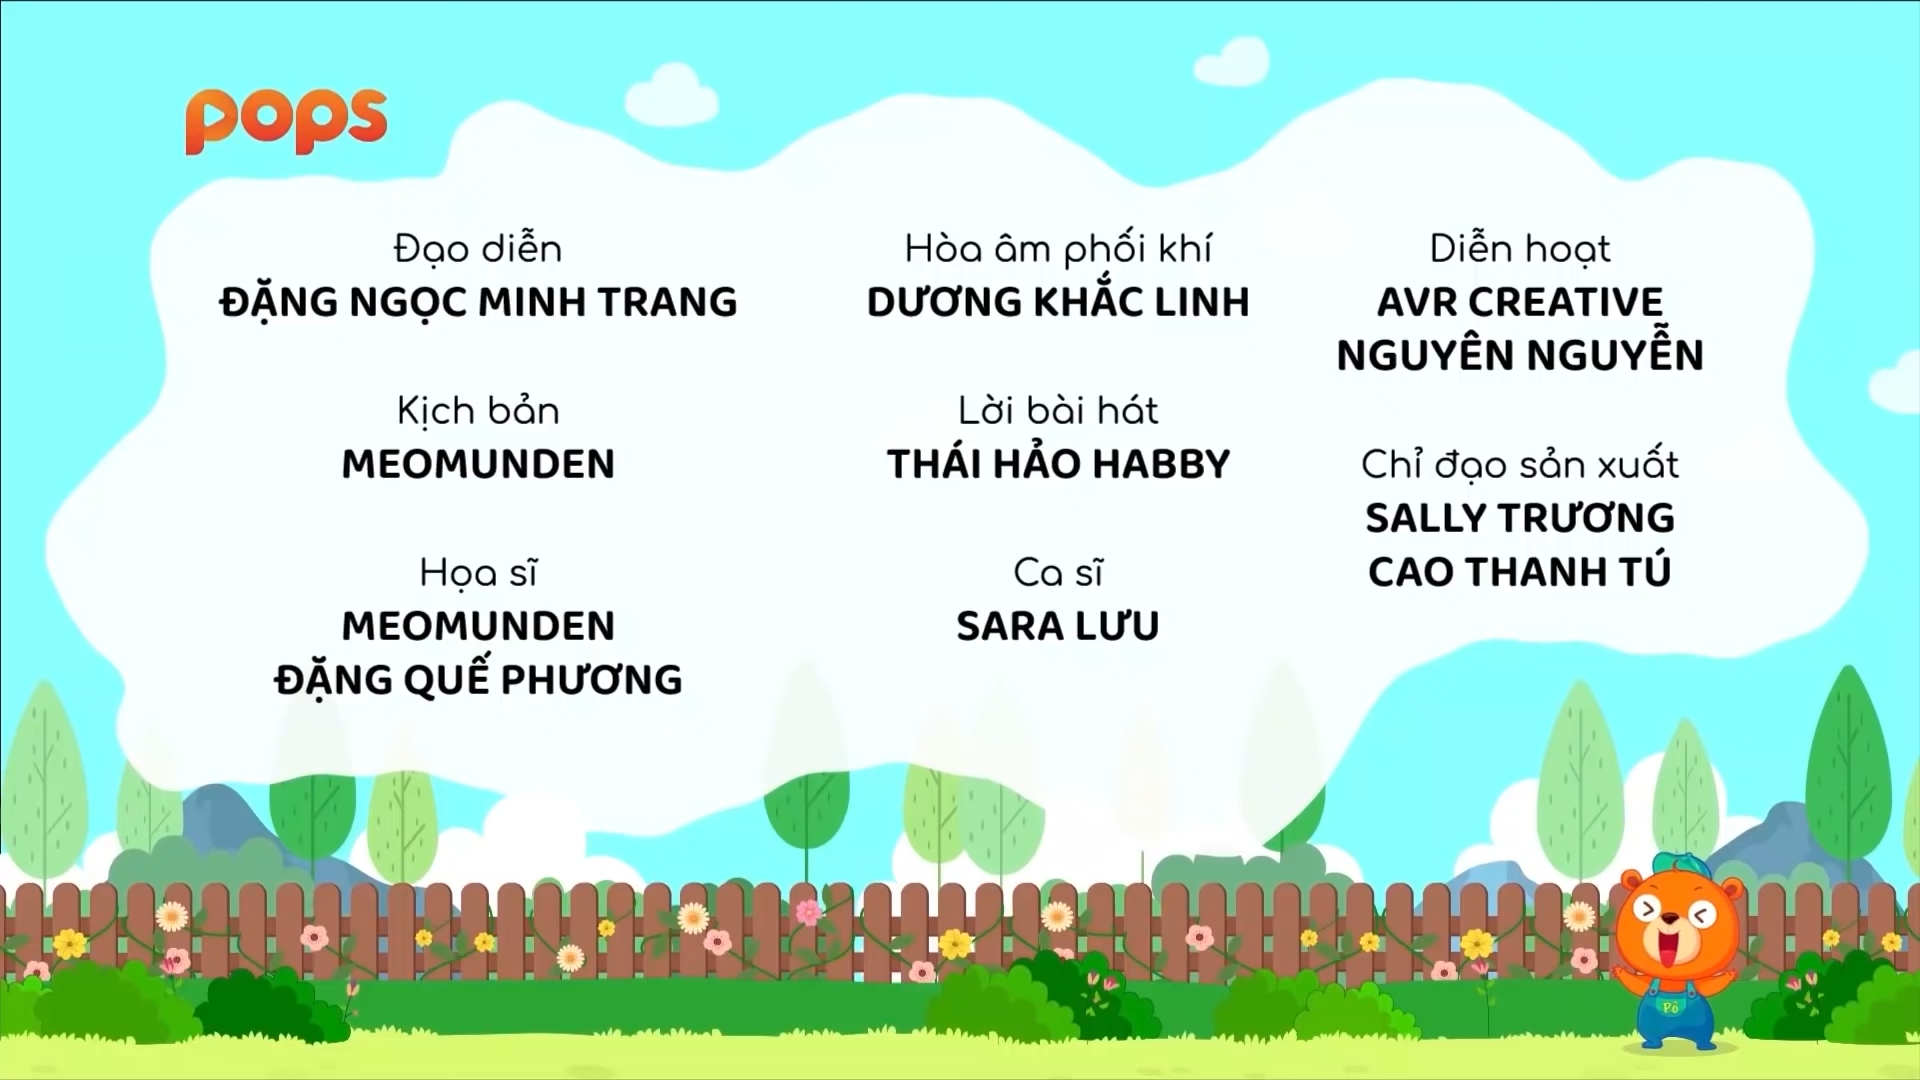 pops
Đạo diễn
ĐẶNG NGỌC MINH TRANG
Kịch bản
MEOMUNDEN
Họa sĩ
MEOMUNDEN
ĐẶNG QUẾ PHƯƠNG
Hòa âm phối khí
DƯƠNG KHẮC LINH
Lời bài hát
THÁI HẢO HABBY
Ca sĩ
SARA LƯU
Diễn hoạt
AVR CREATIVE
NGUYÊN NGUYỄN
Chỉ đạo sản xuất
SALLY TRƯƠNG
CAO THANH TÚ
Pô